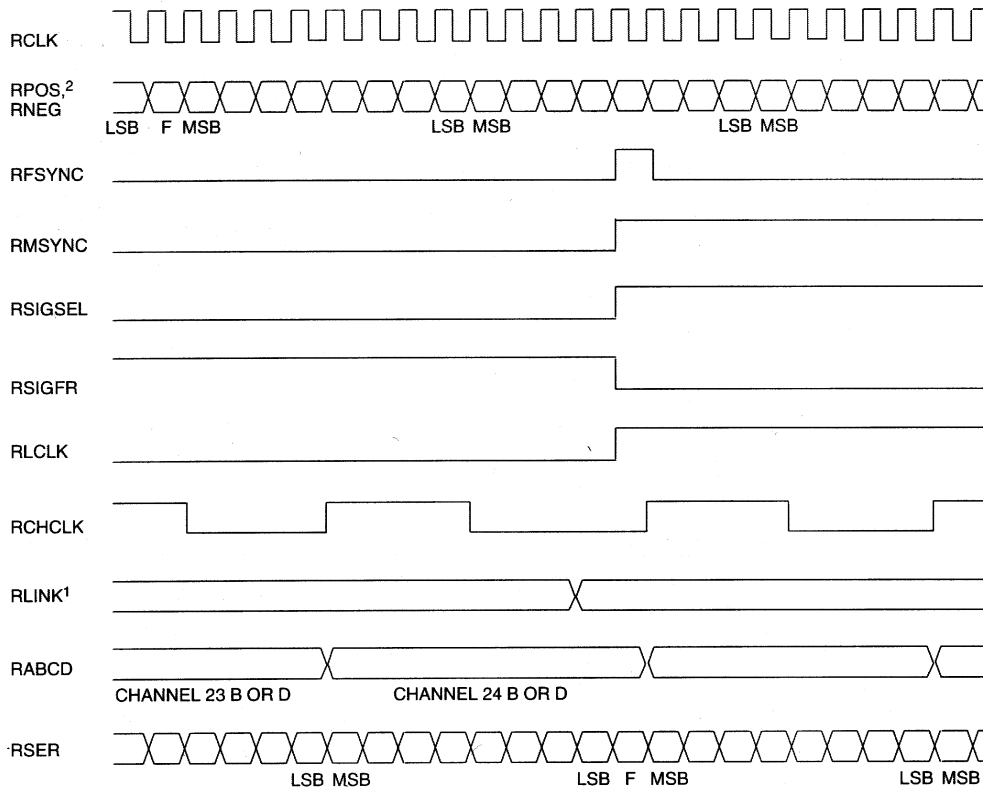 RCLK
RPOS,²
RNEG
LSB F MSB LSB MSB LSB MSB
RFSYNC
RMSYNC
RSIGSEL
RSIGFR
RLCLK
RCHCLK
RLINK¹
RABCD
CHANNEL 23 B OR D CHANNEL 24 B OR D
RSER
LSB MSB LSB F MSB LSB MSB